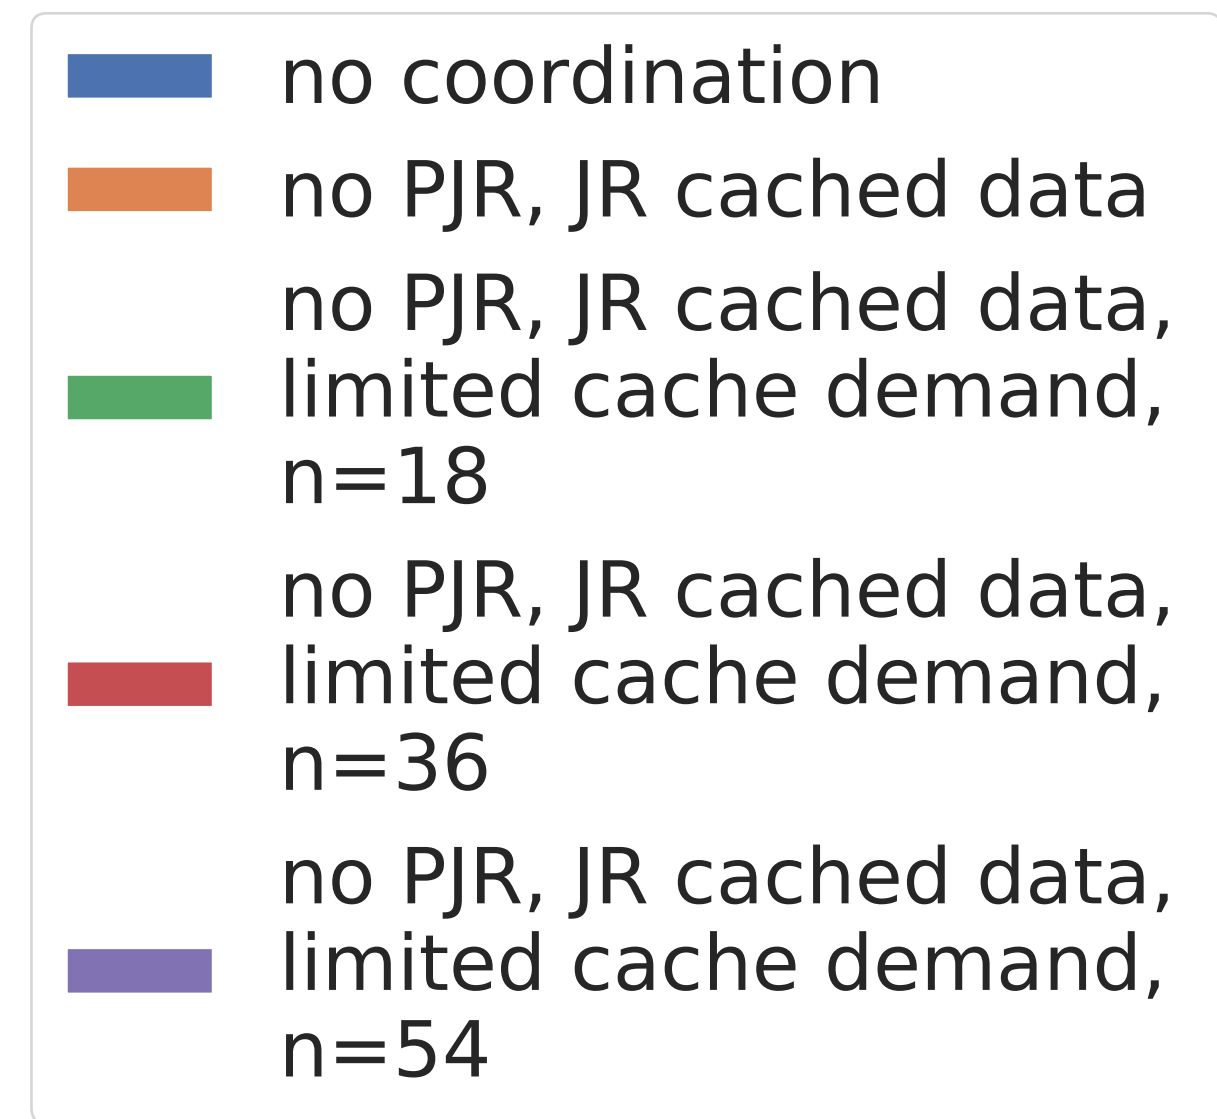 no coordination
no PJR, JR cached data
no PJR, JR cached data,
limited cache demand,
n=18
no PJR, JR cached data,
limited cache demand,
n=36
no PJR, JR cached data,
limited cache demand,
n=54